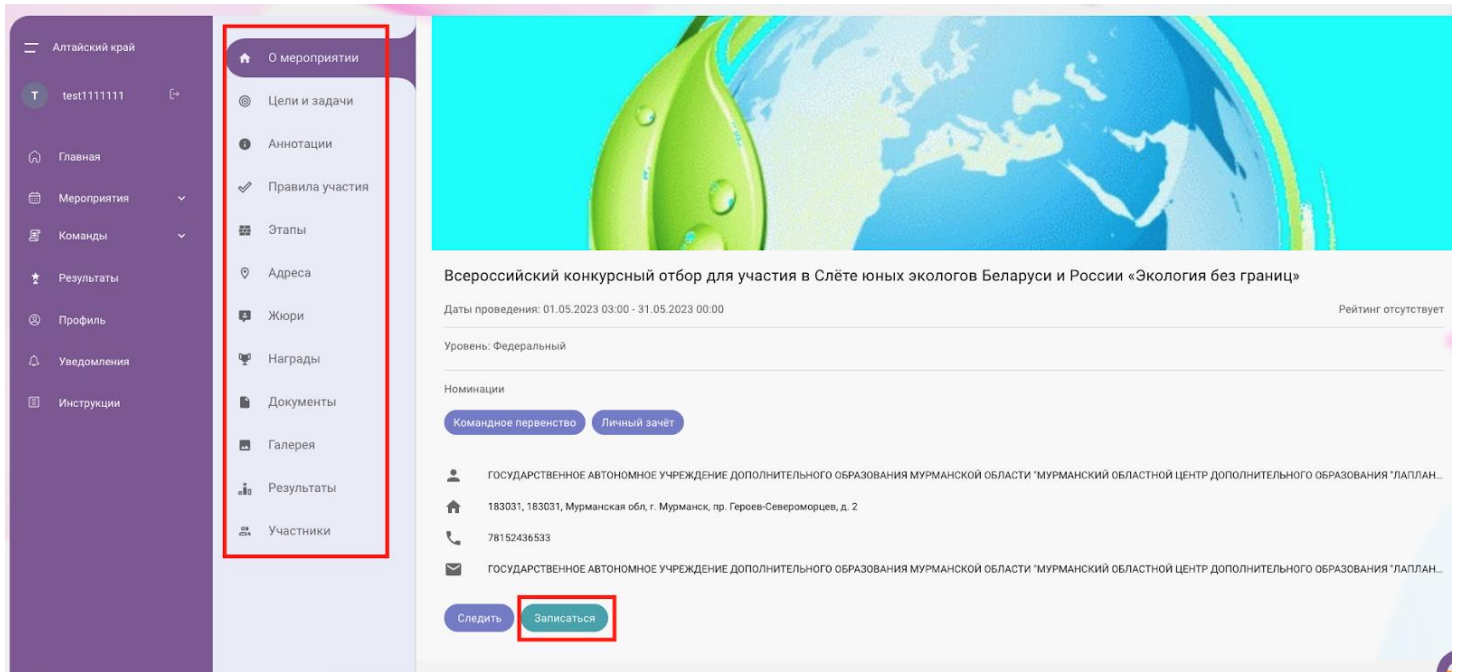 Алтайский край
T
test1111111
Главная
Мероприятия
Команды
Результаты
Профиль
Уведомления
Инструкции
О мероприятии
Цели и задачи
Аннотации
Правила участия
Этапы
Адреса
Жюри
Награды
Документы
Галерея
Результаты
Участники
Всероссийский конкурсный отбор для участия в Слёте юных экологов Беларуси и России «Экология без границ»
Даты проведения: 01.05.2023 03:00 - 31.05.2023 00:00
Рейтинг отсутствует
Уровень: Федеральный
Номинации
Командное первенство
Личный зачёт
ГОСУДАРСТВЕННОЕ АВТОНОМНОЕ УЧРЕЖДЕНИЕ ДОПОЛНИТЕЛЬНОГО ОБРАЗОВАНИЯ МУРМАНСКОЙ ОБЛАСТИ "МУРМАНСКИЙ ОБЛАСТНОЙ ЦЕНТР ДОПОЛНИТЕЛЬНОГО ОБРАЗОВАНИЯ "ЛАПЛАН...
183031, 183031, Мурманская обл, г. Мурманск, пр. Героев-Североморцев, д. 2
78152436533
ГОСУДАРСТВЕННОЕ АВТОНОМНОЕ УЧРЕЖДЕНИЕ ДОПОЛНИТЕЛЬНОГО ОБРАЗОВАНИЯ МУРМАНСКОЙ ОБЛАСТИ "МУРМАНСКИЙ ОБЛАСТНОЙ ЦЕНТР ДОПОЛНИТЕЛЬНОГО ОБРАЗОВАНИЯ "ЛАПЛАН...
Следить
Записаться